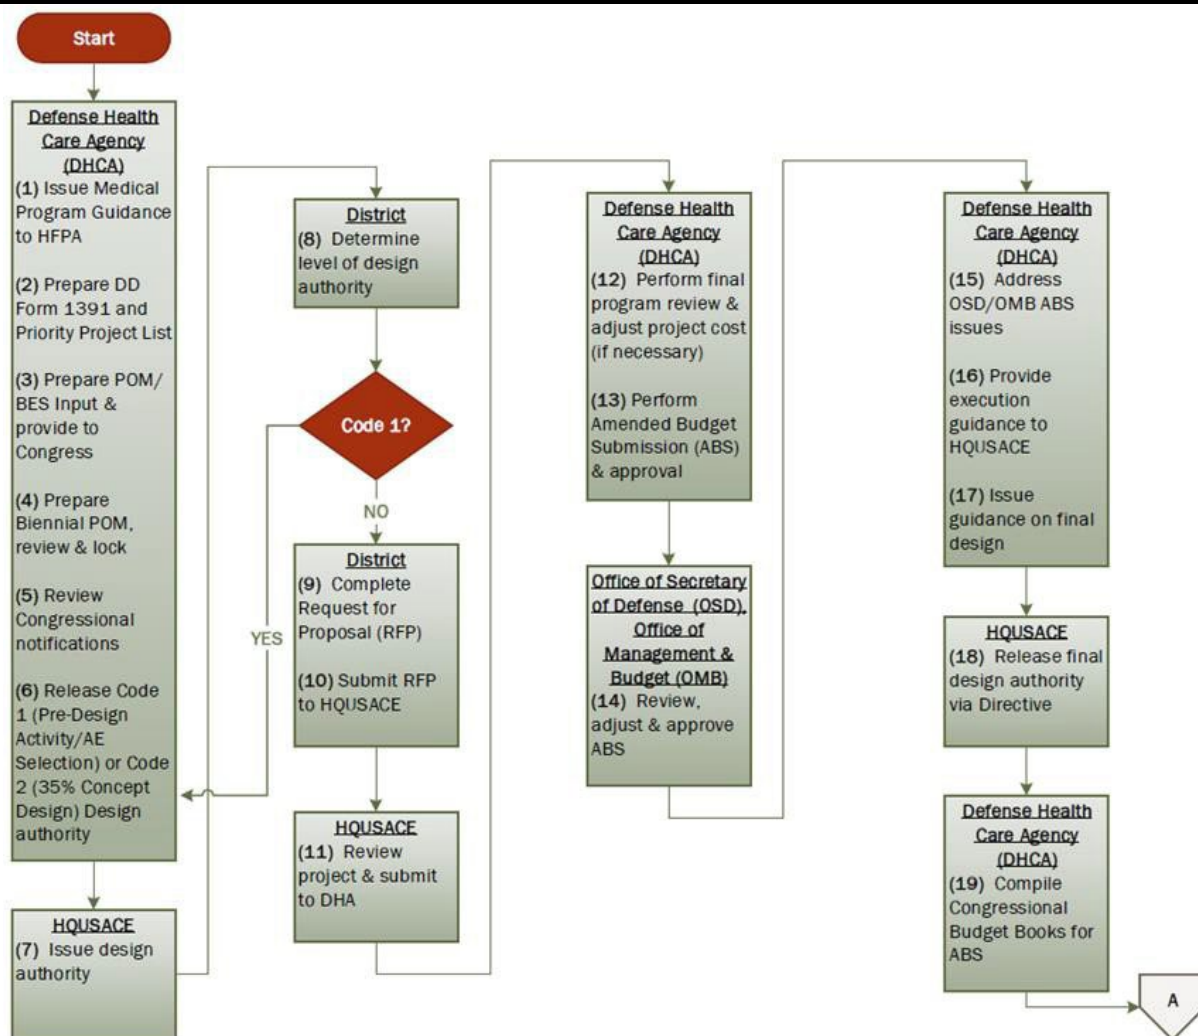 Start
Defense Health
Care Agency
(DHCA)
(1) Issue Medical
Program Guidance
to HFPA
(2) Prepare DD
Form 1391 and
Priority Project List
(3) Prepare POM/
BES Input &
provide to
Congress
(4) Prepare
Biennial POM,
review & lock
(5) Review
Congressional
notifications
(6) Release Code
1 (Pre-Design
Activity/AE
Selection) or Code
2 (35% Concept
Design) Design
authority
HQUSACE
(7) Issue design
authority
District
(8) Determine
level of design
authority
Code 1?
YES
NO
District
(9) Complete
Request for
Proposal (RFP)
(10) Submit RFP
to HQUSACE
HQUSACE
(11) Review
project & submit
to DHA
Defense Health
Care Agency
(DHCA)
(12) Perform final
program review &
adjust project cost
(if necessary)
(13) Perform
Amended Budget
Submission (ABS)
& approval
Office of Secretary
of Defense (OSD),
Office of
Management &
Budget (OMB)
(14) Review,
adjust & approve
ABS
Defense Health
Care Agency
(DHCA)
(15) Address
OSD/OMB ABS
issues
(16) Provide
execution
guidance to
HQUSACE
(17) Issue
guidance on final
design
HQUSACE
(18) Release final
design authority
via Directive
Defense Health
Care Agency
(DHCA)
(19) Compile
Congressional
Budget Books for
ABS
A